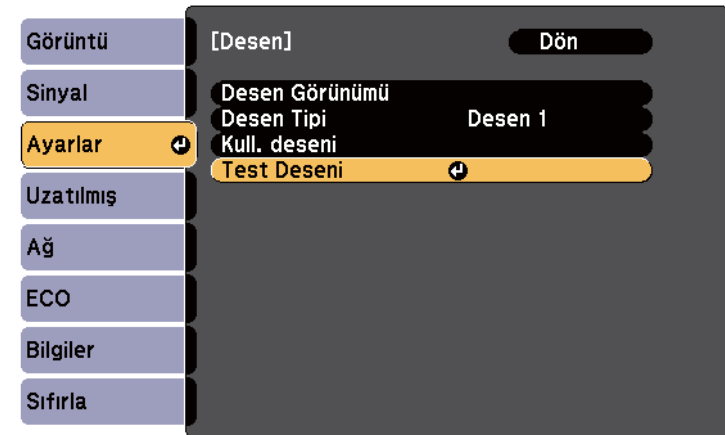 Görüntü
Sinyal
Ayarlar
Uzatılmış
Ağ
ECO
Bilgiler
Sıfırla
[Desen] Dön
Desen Görünümü
Desen Tipi Desen 1
Kull. deseni
Test Deseni